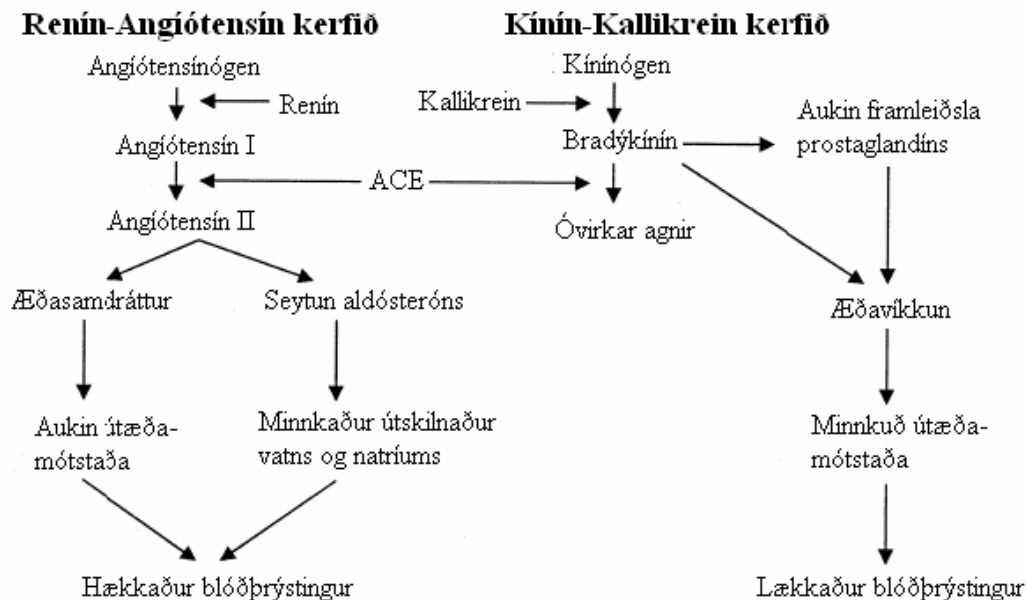 Renín-Angíótensín kerfið
Angíótensínógen
Renín
Angíótensín I
Angíótensín II
Æðasamdráttur
Seytun aldósteróns
Aukin útæða-
mótstaða
Minnkaður útskilnaður
vatns og natríums
Hækkaður blóðþrýstingur
ACE
Kínín-Kallikrein kerfið
Kínínógen
Kallikrein
Bradýkínín
Óvirkar agnir
Aukin framleiðsla
prostaglandíns
Æðavíkkun
Minnkuð útæða-
mótstaða
Lækkaður blóðþrýstingur